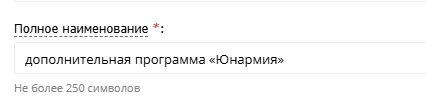 Полное наименование *:
дополнительная программа «Юнармия»
Не более 250 символов